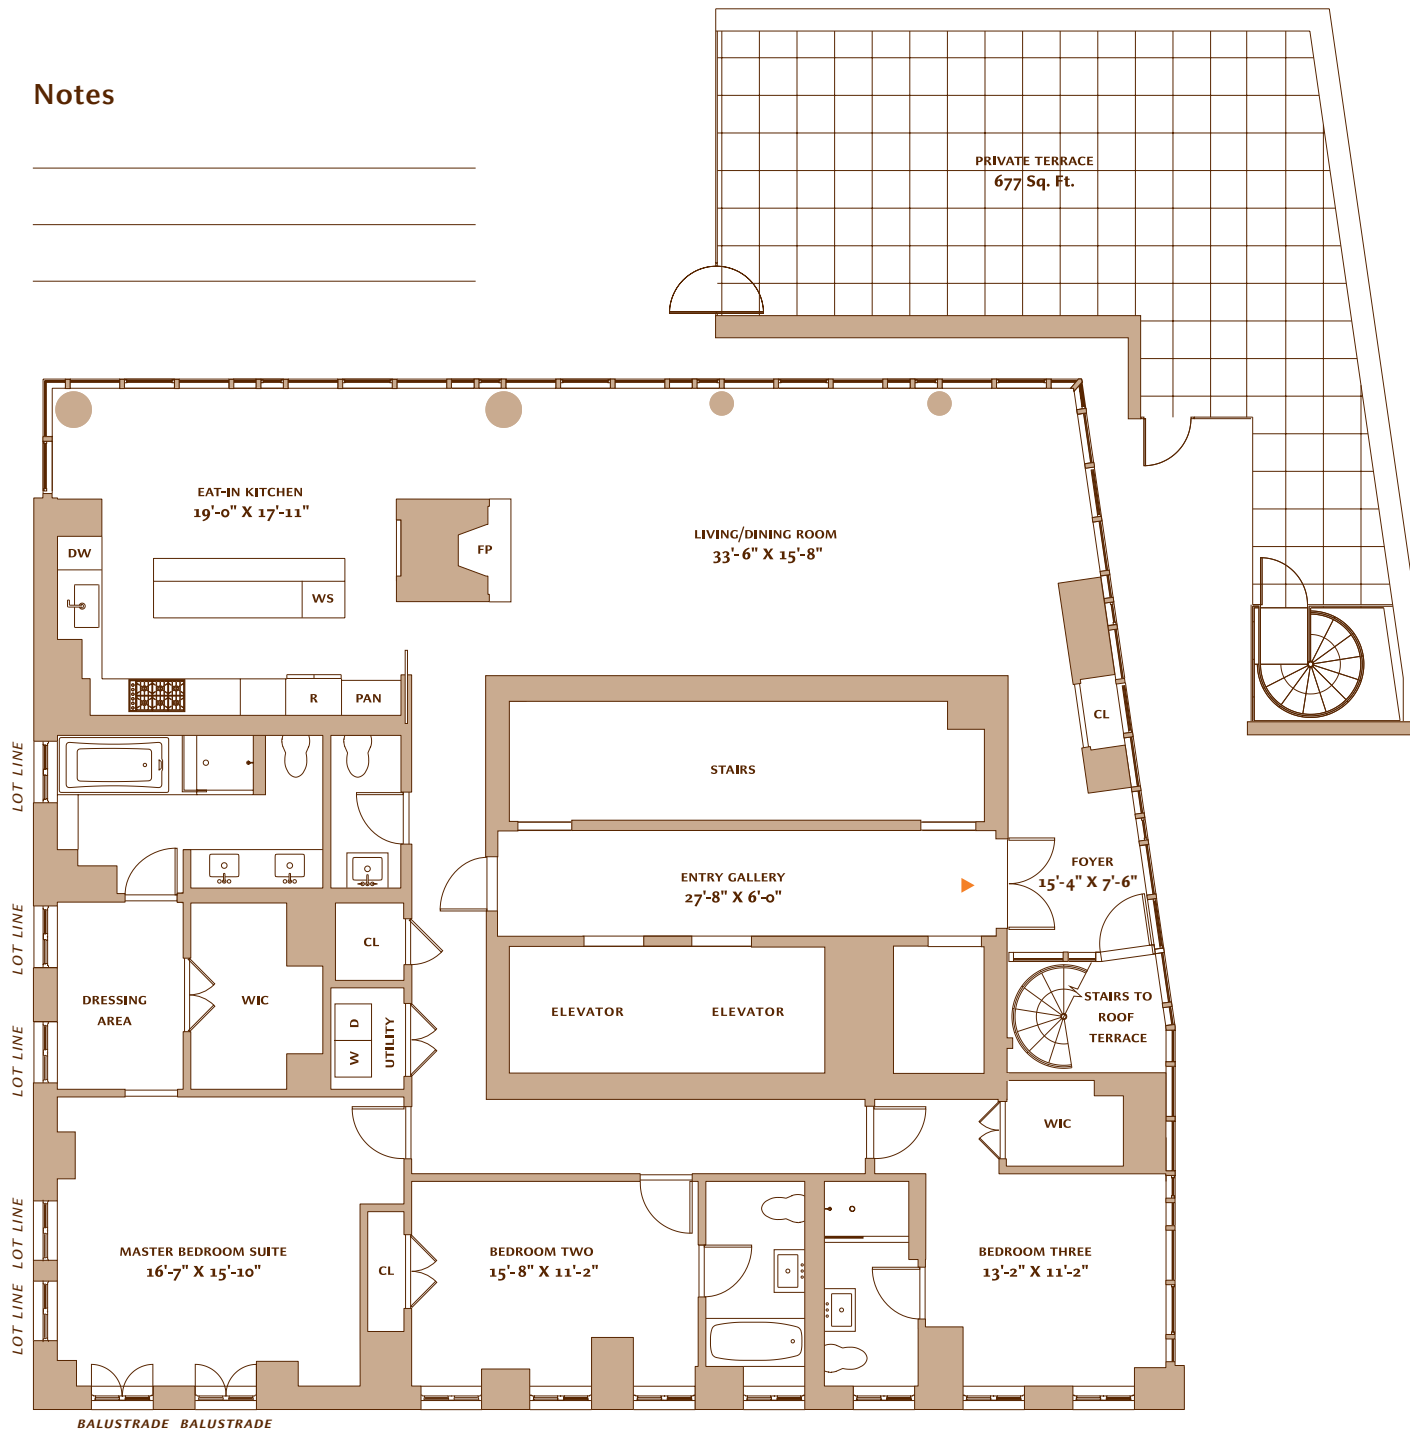 Notes
PRIVATE TERRACE
677 Sq. Ft.
EAT-IN KITCHEN
19'-0" X 17'-11"
LIVING/DINING ROOM
33'-6" X 15'-8"
DW
FP
WS
R
PAN
CL
LOT LINE
STAIRS
ENTRY GALLERY
27'-8" X 6'-0"
FOYER
15'-4" X 7'-6"
LOT LINE
CL
DRESSING
AREA
WIC
ELEVATOR
ELEVATOR
STAIRS TO
ROOF
TERRACE
LOT LINE
W
D
UTILITY
WIC
LOT LINE
MASTER BEDROOM SUITE
16'-7" X 15'-10"
CL
BEDROOM TWO
15'-8" X 11'-2"
BEDROOM THREE
13'-2" X 11'-2"
LOT LINE
BALUSTRADE
BALUSTRADE